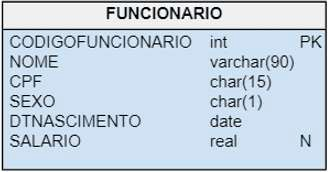 FUNCIONARIO
CODIGOFUNCIONARIO int PK
NOME varchar(90)
CPF char(15)
SEXO char(1)
DTNASCIMENTO date
SALARIO real N